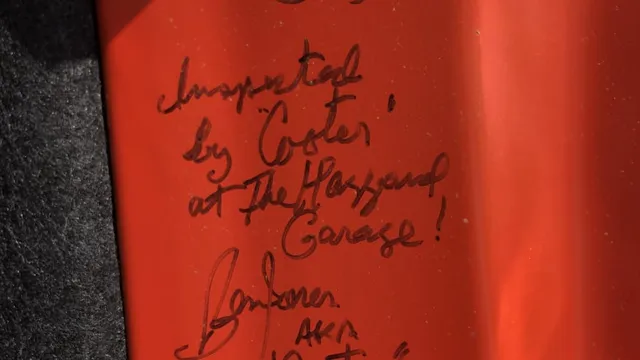 Inspected
by "Cooter"
at The Hazzard
Garage!
Ben Jones
AKA